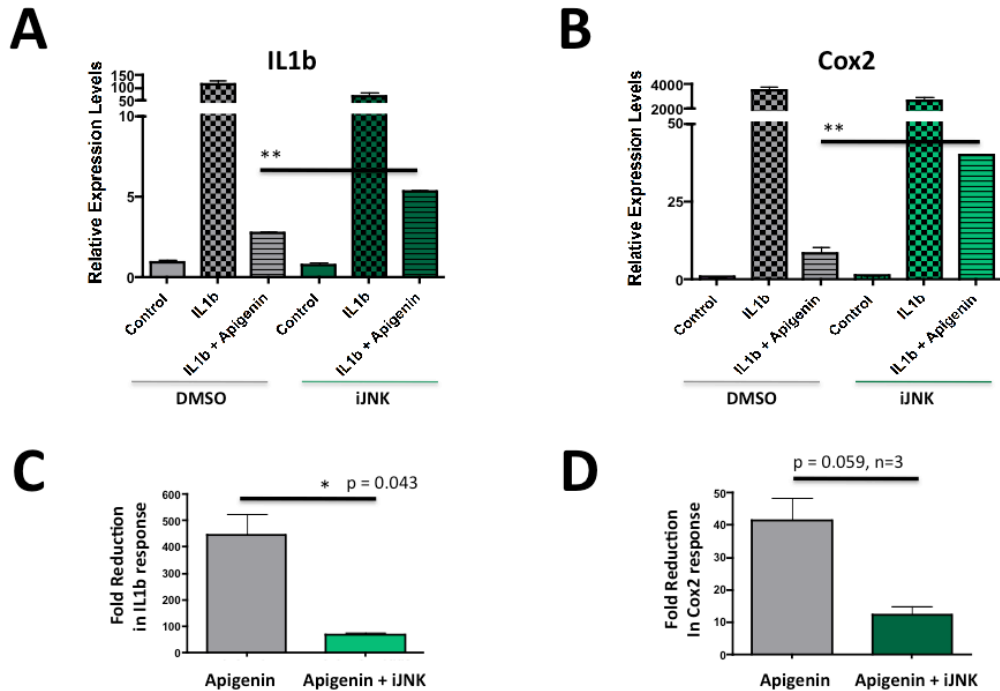 A
IL1b
Relative Expression Levels
150
100
50
10
5
0
**
Control
IL1b
IL1b + Apigenin
Control
IL1b
IL1b + Apigenin
DMSO
iJNK
B
Cox2
Relative Expression Levels
4000
2000
50
25
0
**
Control
IL1b
IL1b + Apigenin
Control
IL1b
IL1b + Apigenin
DMSO
iJNK
C
* p = 0.043
Fold Reduction
in IL1b response
600
500
400
300
200
100
0
Apigenin
Apigenin + iJNK
D
p = 0.059, n=3
Fold Reduction
In Cox2 response
50
40
30
20
10
0
Apigenin
Apigenin + iJNK